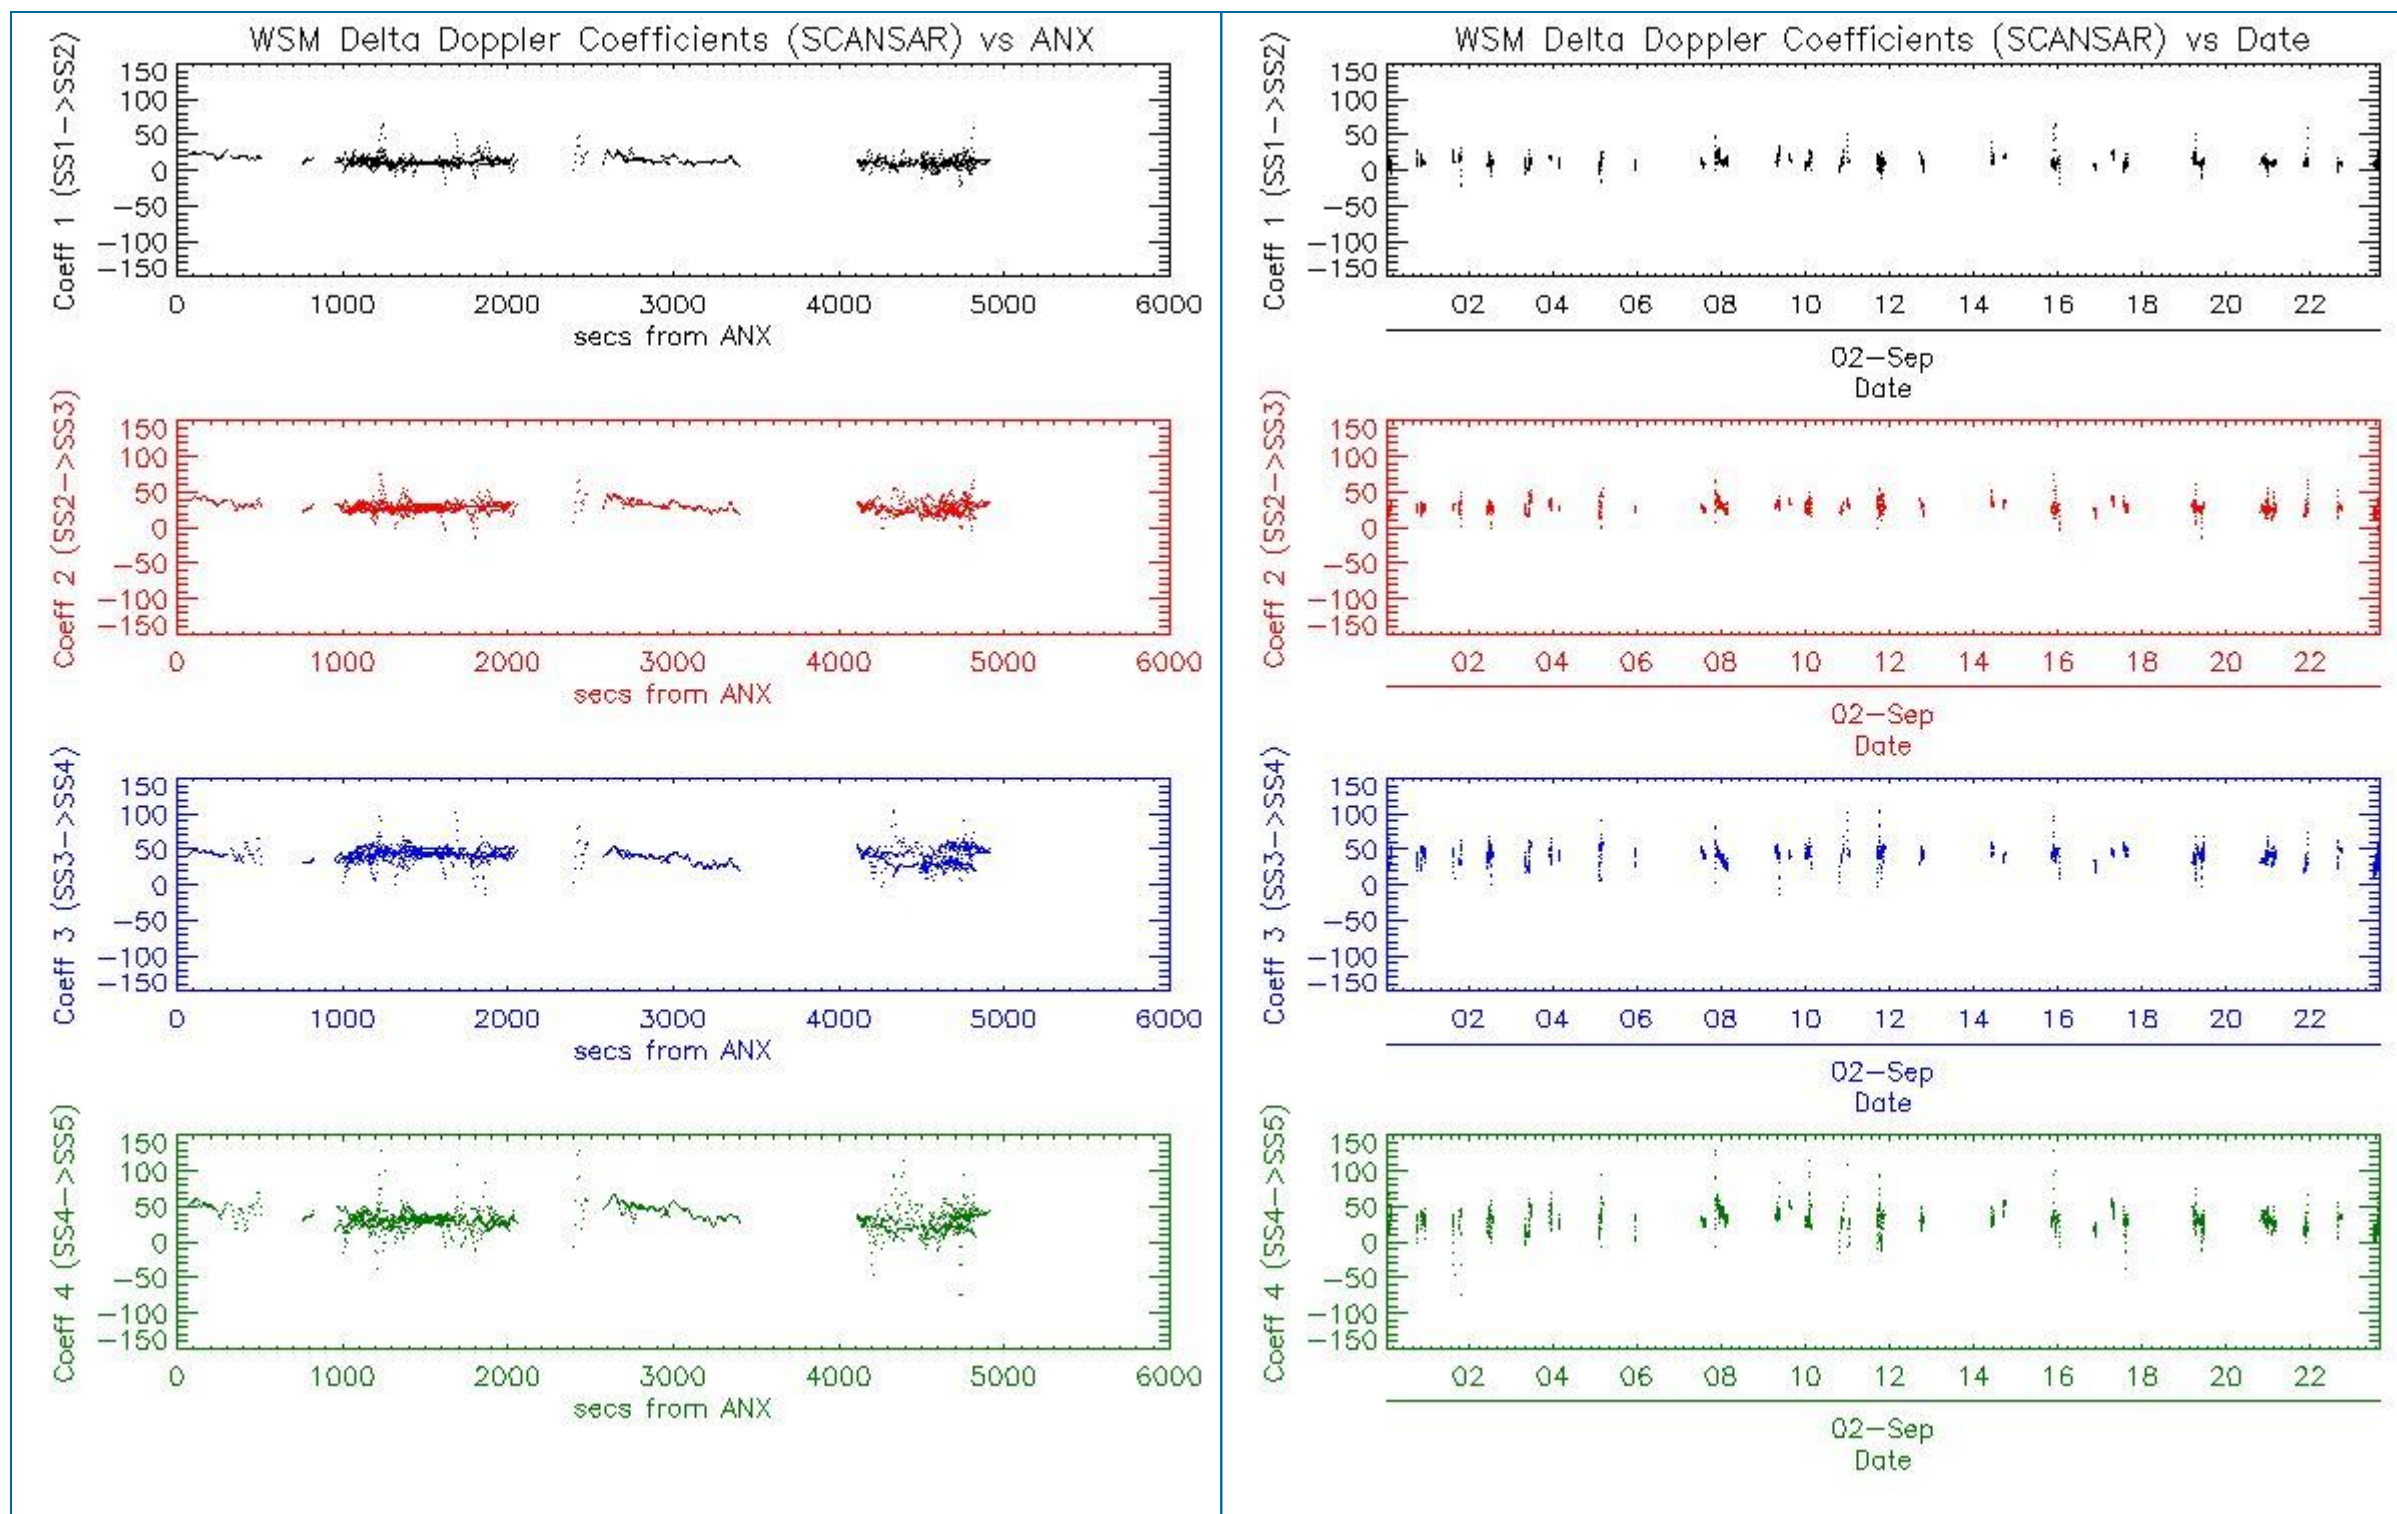 WSM Delta Doppler Coefficients (SCANSAR) vs ANX
Coeff 1 (SS1->SS2)
150
100
50
0
-50
-100
-150
0 1000 2000 3000 4000 5000 6000
secs from ANX
Coeff 2 (SS2->SS3)
150
100
50
0
-50
-100
-150
0 1000 2000 3000 4000 5000 6000
secs from ANX
Coeff 3 (SS3->SS4)
150
100
50
0
-50
-100
-150
0 1000 2000 3000 4000 5000 6000
secs from ANX
Coeff 4 (SS4->SS5)
150
100
50
0
-50
-100
-150
0 1000 2000 3000 4000 5000 6000
secs from ANX
WSM Delta Doppler Coefficients (SCANSAR) vs Date
Coeff 1 (SS1->SS2)
150
100
50
0
-50
-100
-150
02 04 06 08 10 12 14 16 18 20 22
02-Sep
Date
Coeff 2 (SS2->SS3)
150
100
50
0
-50
-100
-150
02 04 06 08 10 12 14 16 18 20 22
02-Sep
Date
Coeff 3 (SS3->SS4)
150
100
50
0
-50
-100
-150
02 04 06 08 10 12 14 16 18 20 22
02-Sep
Date
Coeff 4 (SS4->SS5)
150
100
50
0
-50
-100
-150
02 04 06 08 10 12 14 16 18 20 22
02-Sep
Date